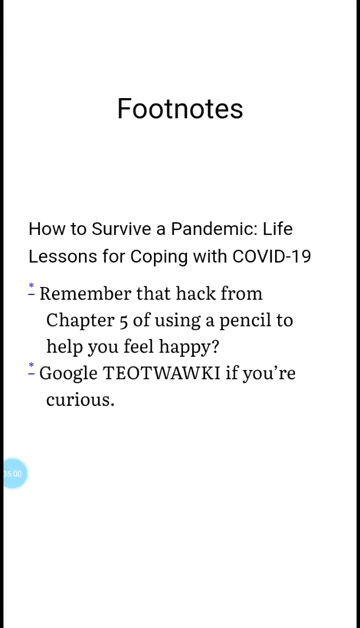 Footnotes
How to Survive a Pandemic: Life
Lessons for Coping with COVID-19
* Remember that hack from
Chapter 5 of using a pencil to
help you feel happy?
* Google TEOTWAWKI if you’re
curious.